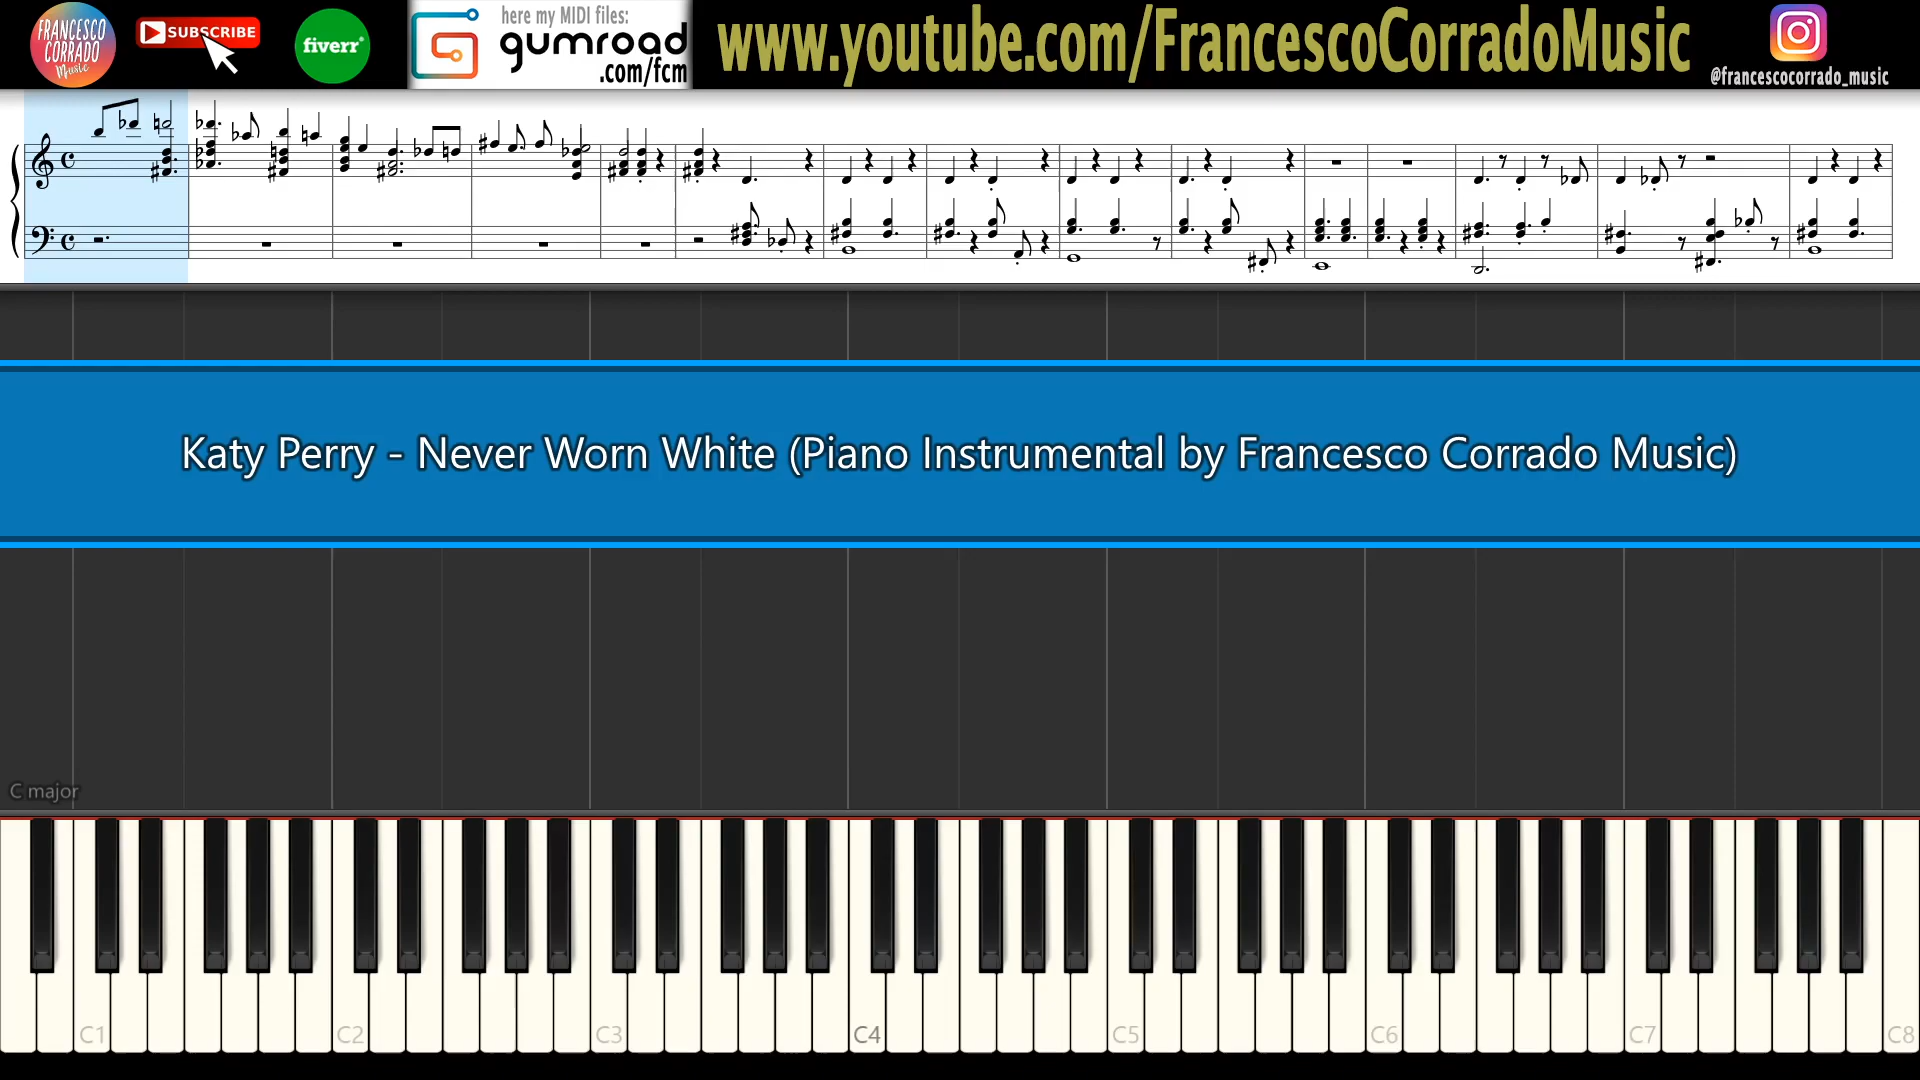 FRANCESCO
CORRADO
Music
SUBSCRIBE
fiverr
here my MIDI files:
gumroad
.com/fcm
www.youtube.com/FrancescoCorradoMusic
@francescocorrado_music
Katy Perry - Never Worn White (Piano Instrumental by Francesco Corrado Music)
C major
C1 C2 C3 C4 C5 C6 C7 C8